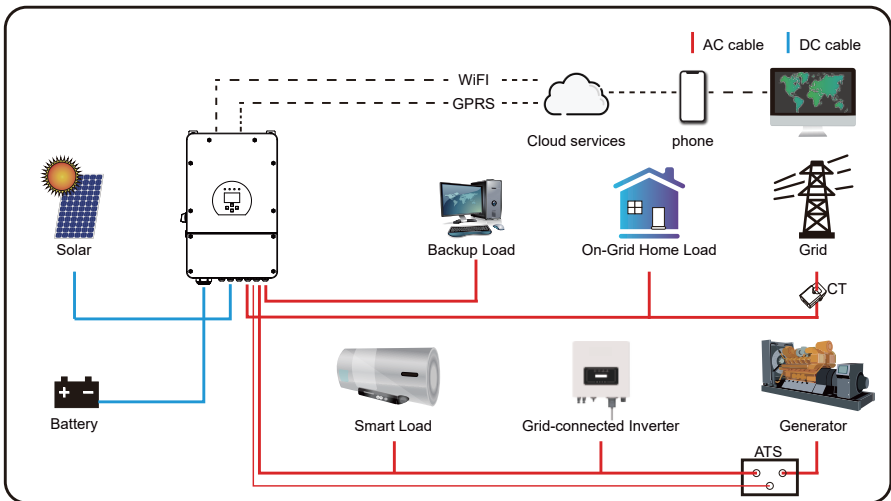 AC cable
DC cable
WiFI
GPRS
Cloud services
phone
Solar
Backup Load
On-Grid Home Load
Grid
CT
Battery
Smart Load
Grid-connected Inverter
Generator
ATS